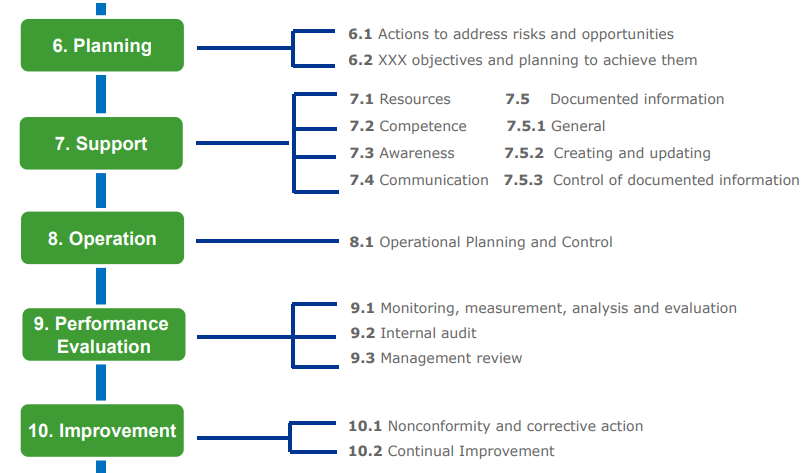 6. Planning
6.1 Actions to address risks and opportunities
6.2 XXX objectives and planning to achieve them
7. Support
7.1 Resources 7.5 Documented information
7.2 Competence 7.5.1 General
7.3 Awareness 7.5.2 Creating and updating
7.4 Communication 7.5.3 Control of documented information
8. Operation
8.1 Operational Planning and Control
9. Performance
Evaluation
9.1 Monitoring, measurement, analysis and evaluation
9.2 Internal audit
9.3 Management review
10. Improvement
10.1 Nonconformity and corrective action
10.2 Continual Improvement